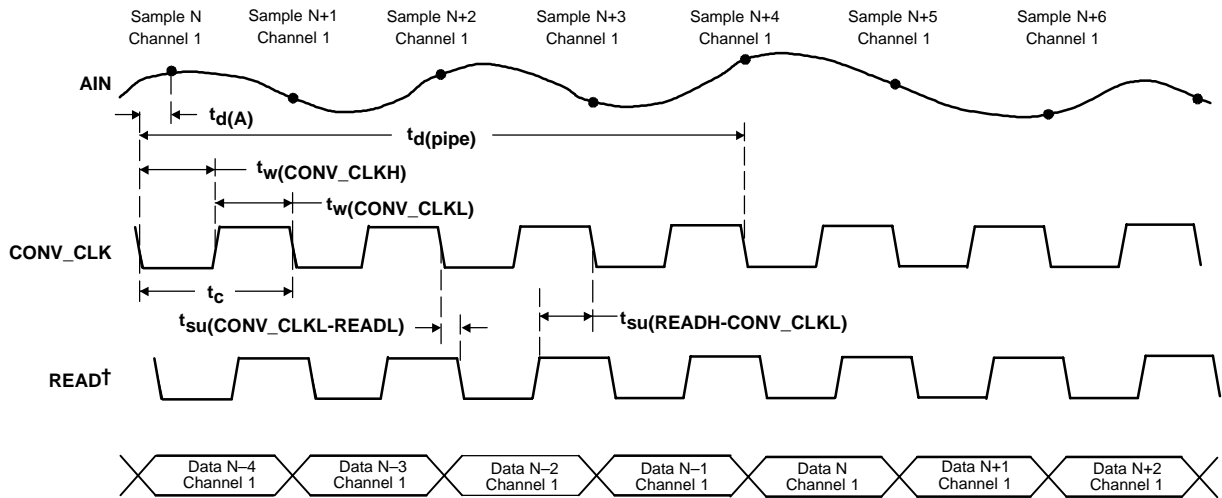 Sample N Channel 1
Sample N+1 Channel 1
Sample N+2 Channel 1
Sample N+3 Channel 1
Sample N+4 Channel 1
Sample N+5 Channel 1
Sample N+6 Channel 1
AIN
td(A)
td(pipe)
tw(CONV_CLKH)
tw(CONV_CLKL)
CONV_CLK
tc
tsu(CONV_CLKL-READL)
tsu(READH-CONV_CLKL)
READ†
Data N–4 Channel 1
Data N–3 Channel 1
Data N–2 Channel 1
Data N–1 Channel 1
Data N Channel 1
Data N+1 Channel 1
Data N+2 Channel 1